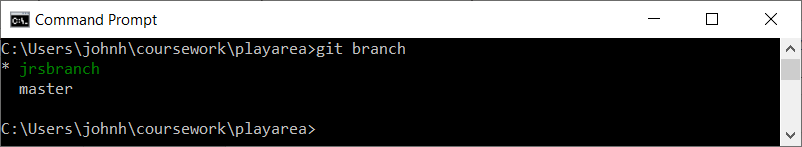 Command Prompt
C:\Users\johnh\coursework\playarea>git branch
* jrsbranch
  master
C:\Users\johnh\coursework\playarea>